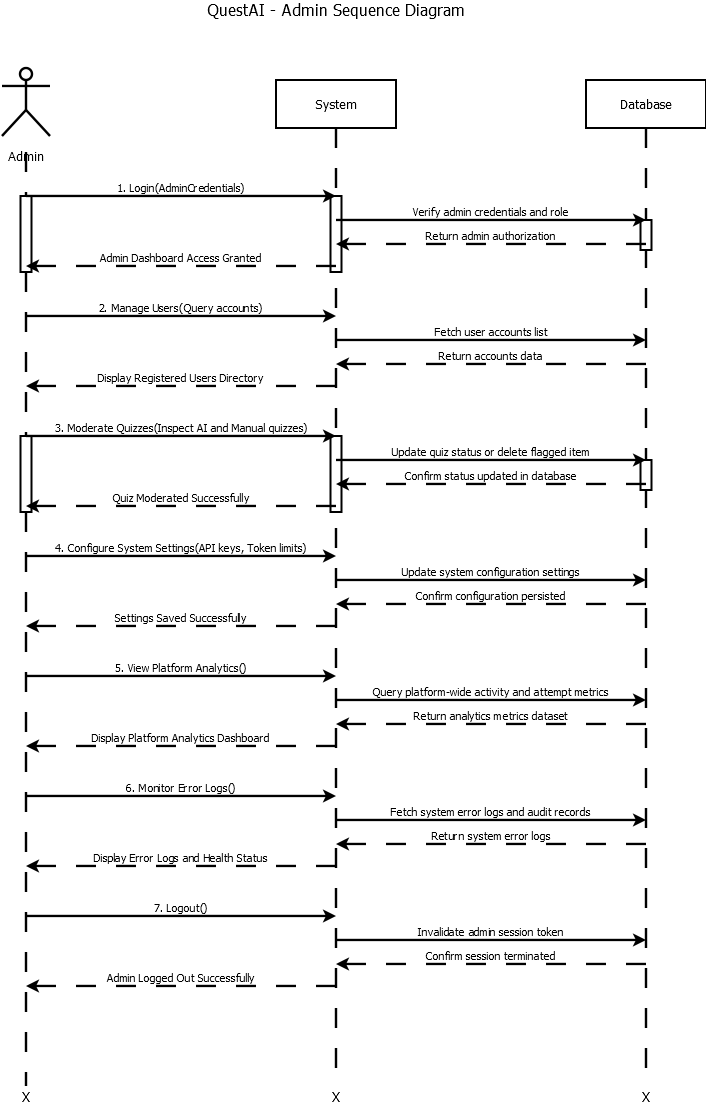 QuestAI - Admin Sequence Diagram
System
Database
Admin
1. Login(AdminCredentials)
Verify admin credentials and role
Return admin authorization
Admin Dashboard Access Granted
2. Manage Users(Query accounts)
Fetch user accounts list
Return accounts data
Display Registered Users Directory
3. Moderate Quizzes(Inspect AI and Manual quizzes)
Update quiz status or delete flagged item
Confirm status updated in database
Quiz Moderated Successfully
4. Configure System Settings(API keys, Token limits)
Update system configuration settings
Confirm configuration persisted
Settings Saved Successfully
5. View Platform Analytics()
Query platform-wide activity and attempt metrics
Return analytics metrics dataset
Display Platform Analytics Dashboard
6. Monitor Error Logs()
Fetch system error logs and audit records
Return system error logs
Display Error Logs and Health Status
7. Logout()
Invalidate admin session token
Confirm session terminated
Admin Logged Out Successfully
X
X
X